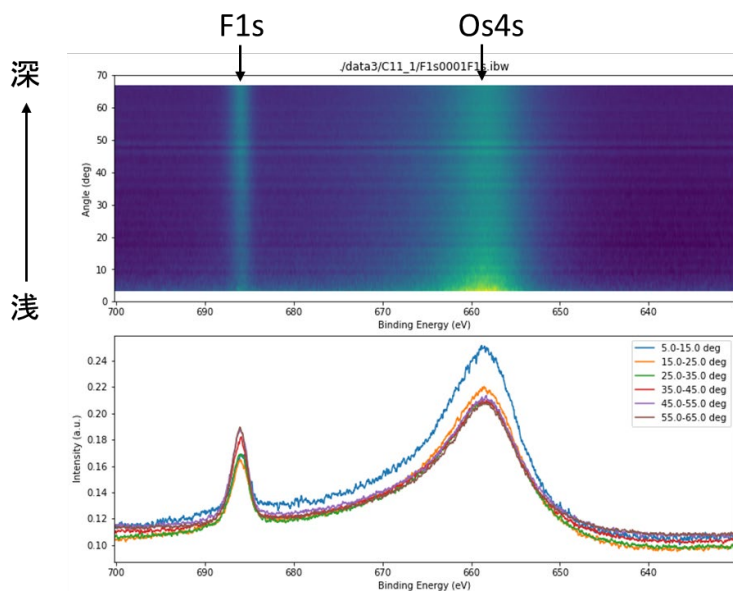 F1s
Os4s
深
浅
./data3/C11_1/F1s0001F1s.ibw
70
60
50
40
30
20
10
0
Angle (deg)
700
690
680
670
660
650
640
Binding Energy (eV)
0.24
0.22
0.20
0.18
0.16
0.14
0.12
0.10
Intensity (a.u.)
5.0-15.0 deg
15.0-25.0 deg
25.0-35.0 deg
35.0-45.0 deg
45.0-55.0 deg
55.0-65.0 deg
700
690
680
670
660
650
640
Binding Energy (eV)